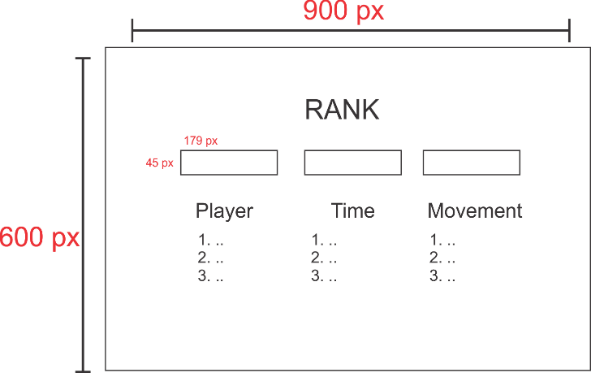 900 px
RANK
179 px
45 px
Player Time Movement
600 px
1. .. 1. .. 1. ..
2. .. 2. .. 2. ..
3. .. 3. .. 3. ..